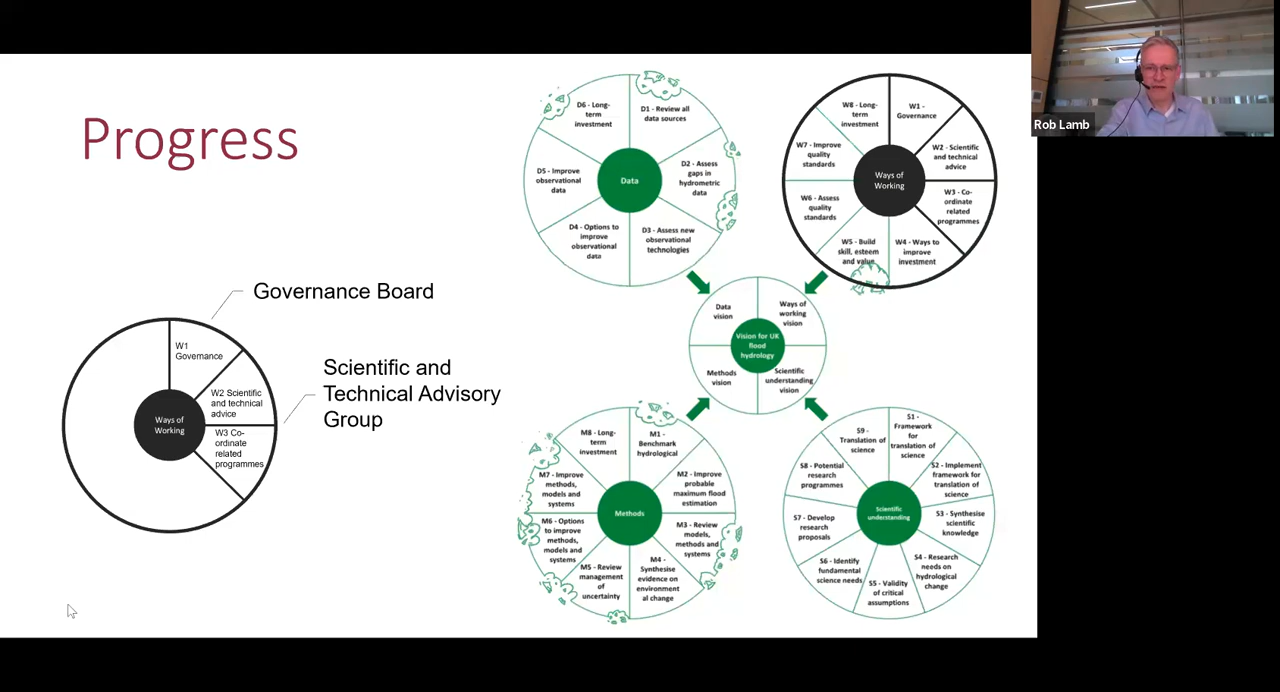 Progress
Rob Lamb
Governance Board
Scientific and
Technical Advisory
Group
W1
Governance
W2 Scientific
and technical
advice
W3 Co-
ordinate
related
programmes
Ways of
Working
D6 - Long-
term
investment
D1 - Review all
data sources
D5 - Improve
observational
data
Data
D2 - Assess
gaps in
hydrometric
data
D4 - Options to
improve
observational
data
D3 - Assess new
observational
technologies
W8 - Long-
term
investment
W1 -
Governance
W7 - Improve
quality
standards
W2 - Scientific
and technical
advice
Ways of
Working
W6 - Assess
quality
standards
W3 - Co-
ordinate
related
programmes
W5 - Build
skill, esteem
and value
W4 - Ways to
improve
investment
Data
vision
Ways of
working
vision
Vision for UK
flood
hydrology
Methods
vision
Scientific
understanding
vision
M8 - Long-
term
investment
M1 -
Benchmark
hydrological
M7 - Improve
methods,
models and
systems
M2 - Improve
probable
maximum flood
estimation
Methods
M6 - Options
to improve
methods,
models and
systems
M3 - Review
models,
methods and
systems
M5 - Review
management
of
uncertainty
M4 -
Synthesise
evidence on
environment
al change
S9 -
Translation of
science
S1 -
Framework
for
translation of
science
S8 - Potential
research
programmes
S2 - Implement
framework for
translation of
science
Scientific
understanding
S7 - Develop
research
proposals
S3 - Synthesise
scientific
knowledge
S6 - Identify
fundamental
science needs
S4 - Research
needs on
hydrological
change
S5 - Validity
of critical
assumptions